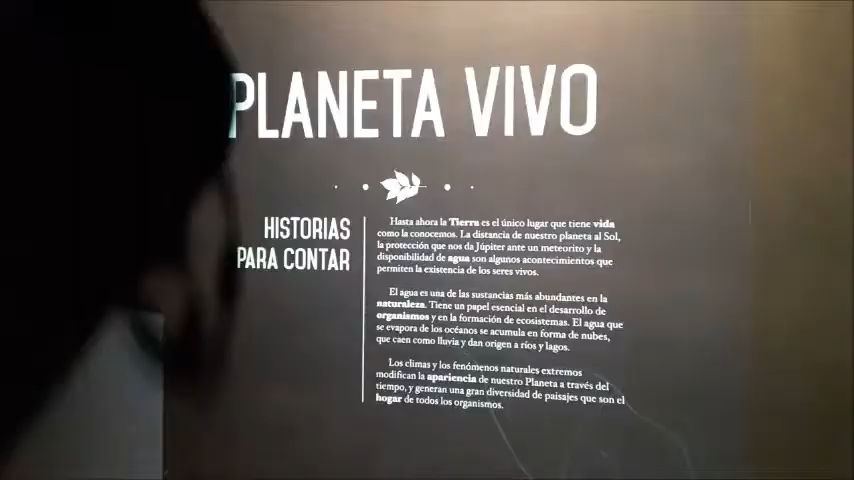 PLANETA VIVO
HISTORIAS
PARA CONTAR
Hasta ahora la Tierra es el único lugar que tiene vida
como la conocemos. La distancia de nuestro planeta al Sol,
la protección que nos da Júpiter ante un meteorito y la
disponibilidad de agua son algunos acontecimientos que
permiten la existencia de los seres vivos.
El agua es una de las sustancias más abundantes en la
naturaleza. Tiene un papel esencial en el desarrollo de
organismos y en la formación de ecosistemas. El agua que
se evapora de los océanos se acumula en forma de nubes,
que caen como lluvia y dan origen a ríos y lagos.
Los climas y los fenómenos naturales extremos
modifican la apariencia de nuestro Planeta a través del
tiempo, y generan una gran diversidad de paisajes que son el
hogar de todos los organismos.